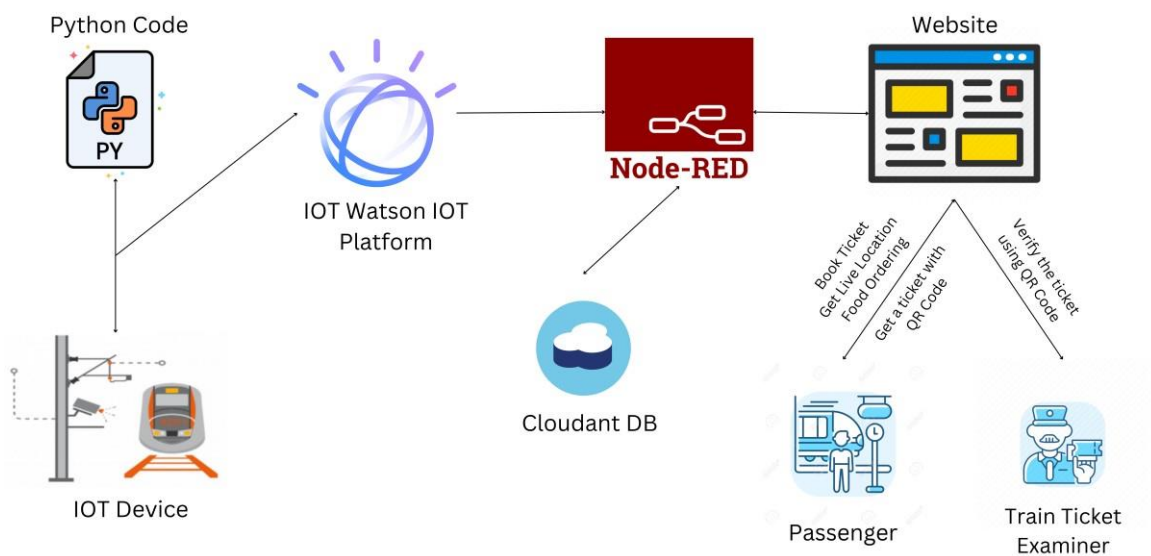 Python Code
PY
IOT Watson IOT
Platform
Node-RED
Website
Book Ticket
Get Live Location
Food Ordering
Get a ticket with
QR Code
Verify the ticket
using QR Code
Cloudant DB
IOT Device
Passenger
Train Ticket
Examiner